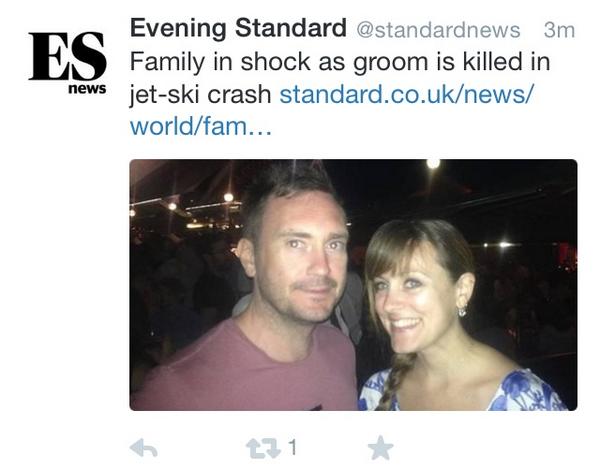 ES
news
Evening Standard @standardnews 3m
Family in shock as groom is killed in
jet-ski crash standard.co.uk/news/
world/fam…
1